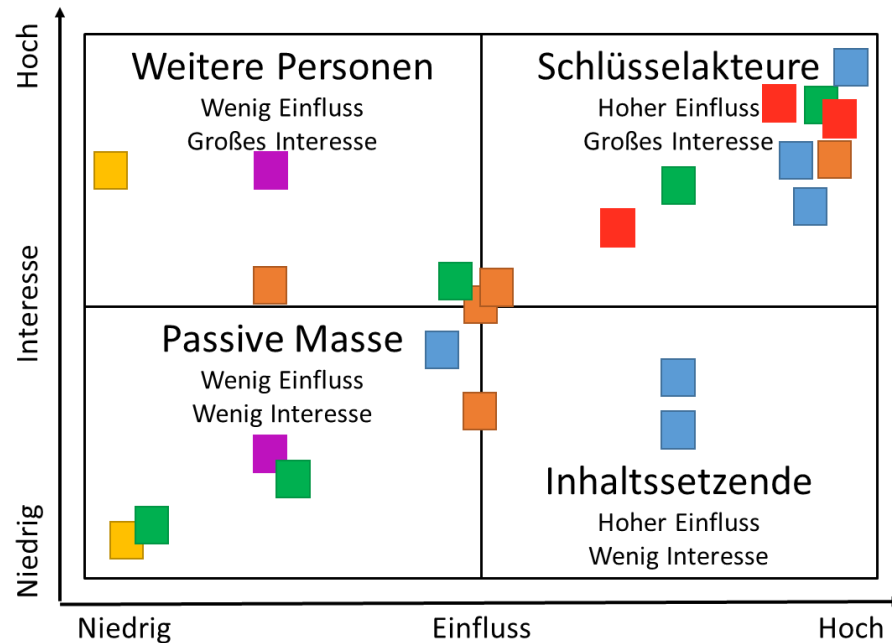 Hoch
Weitere Personen
Wenig Einfluss
Großes Interesse
Schlüsselakteure
Hoher Einfluss
Großes Interesse
Interesse
Passive Masse
Wenig Einfluss
Wenig Interesse
Inhaltssetzende
Hoher Einfluss
Wenig Interesse
Niedrig
Niedrig
Einfluss
Hoch